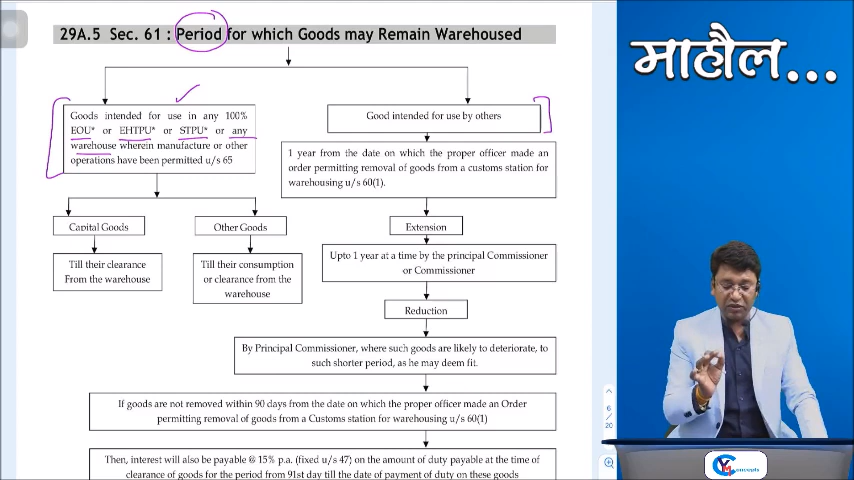 29A.5 Sec. 61 : Period for which Goods may Remain Warehoused
माहौल...
Goods intended for use in any 100%
EOU* or EHTPU* or STPU* or any
warehouse wherein manufacture or other
operations have been permitted u/s 65
Good intended for use by others
1 year from the date on which the proper officer made an
order permitting removal of goods from a customs station for
warehousing u/s 60(1).
Capital Goods
Other Goods
Extension
Till their clearance
From the warehouse
Till their consumption
or clearance from the
warehouse
Upto 1 year at a time by the principal Commissioner
or Commissioner
Reduction
By Principal Commissioner, where such goods are likely to deteriorate, to
such shorter period, as he may deem fit.
If goods are not removed within 90 days from the date on which the proper officer made an Order
permitting removal of goods from a Customs station for warehousing u/s 60(1)
Then, interest will also be payable @ 15% p.a. (fixed u/s 47) on the amount of duty payable at the time of
clearance of goods for the period from 91st day till the date of payment of duty on these goods
6
20